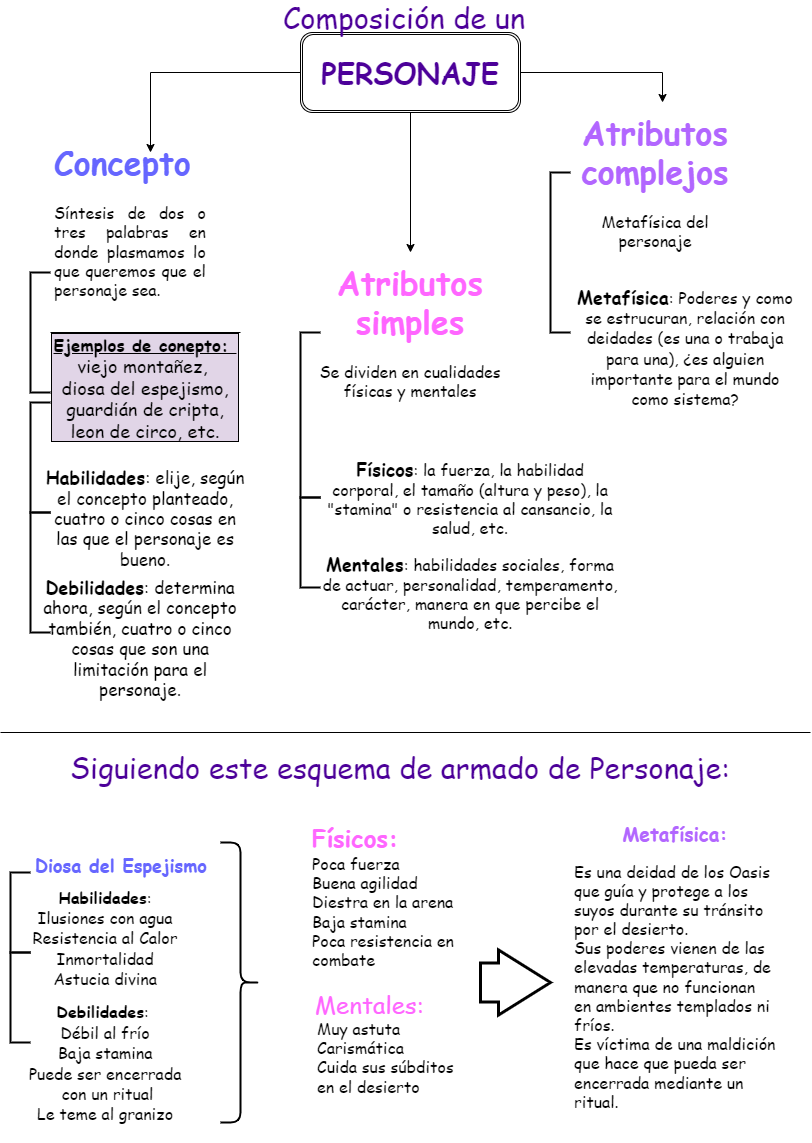 Composición de un
PERSONAJE
Concepto
Síntesis de dos o
tres palabras en
donde plasmamos lo
que queremos que el
personaje sea.
Ejemplos de conepto:
viejo montañez,
diosa del espejismo,
guardián de cripta,
leon de circo, etc.
Habilidades: elije, según
el concepto planteado,
cuatro o cinco cosas en
las que el personaje es
bueno.
Debilidades: determina
ahora, según el concepto
también, cuatro o cinco
cosas que son una
limitación para el
personaje.
Atributos
simples
Se dividen en cualidades
físicas y mentales
Físicos: la fuerza, la habilidad
corporal, el tamaño (altura y peso), la
"stamina" o resistencia al cansancio, la
salud, etc.
Mentales: habilidades sociales, forma
de actuar, personalidad, temperamento,
carácter, manera en que percibe el
mundo, etc.
Atributos
complejos
Metafísica del
personaje
Metafísica: Poderes y como
se estrucuran, relación con
deidades (es una o trabaja
para una), ¿es alguien
importante para el mundo
como sistema?
Siguiendo este esquema de armado de Personaje:
Diosa del Espejismo
Habilidades:
Ilusiones con agua
Resistencia al Calor
Inmortalidad
Astucia divina
Debilidades:
Débil al frío
Baja stamina
Puede ser encerrada
con un ritual
Le teme al granizo
Físicos:
Poca fuerza
Buena agilidad
Diestra en la arena
Baja stamina
Poca resistencia en
combate
Mentales:
Muy astuta
Carismática
Cuida sus súbditos
en el desierto
Metafísica:
Es una deidad de los Oasis
que guía y protege a los
suyos durante su tránsito
por el desierto.
Sus poderes vienen de las
elevadas temperaturas, de
manera que no funcionan
en ambientes templados ni
fríos.
Es víctima de una maldición
que hace que pueda ser
encerrada mediante un
ritual.